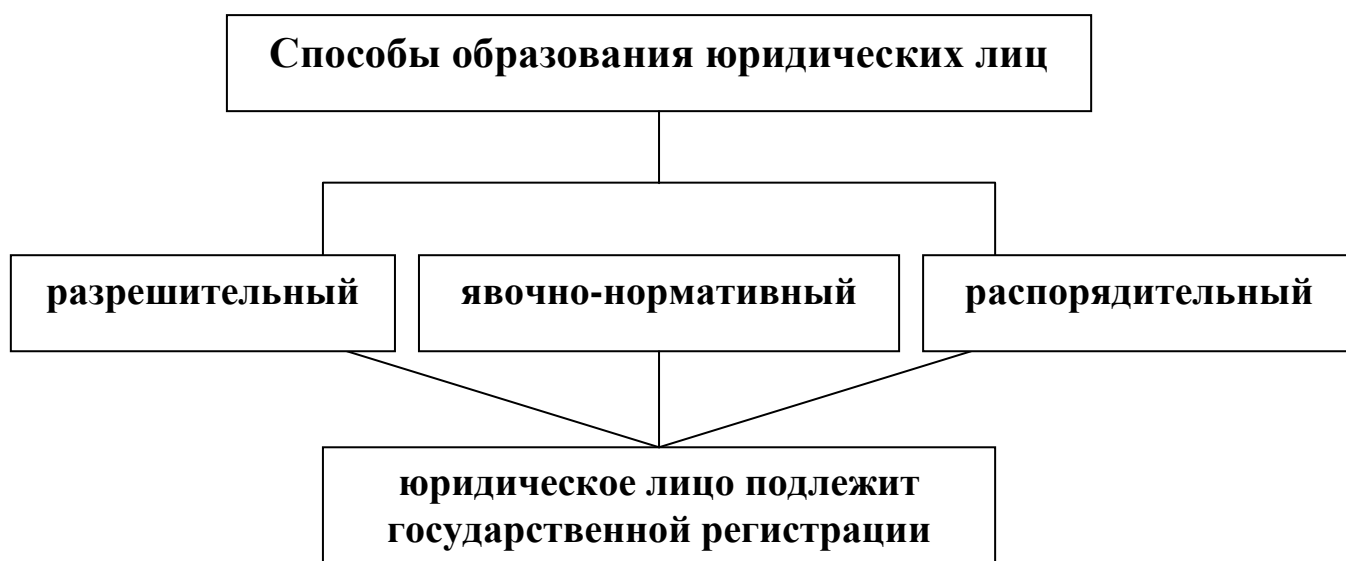 Способы образования юридических лиц
разрешительный
явочно-нормативный
распорядительный
юридическое лицо подлежит
государственной регистрации